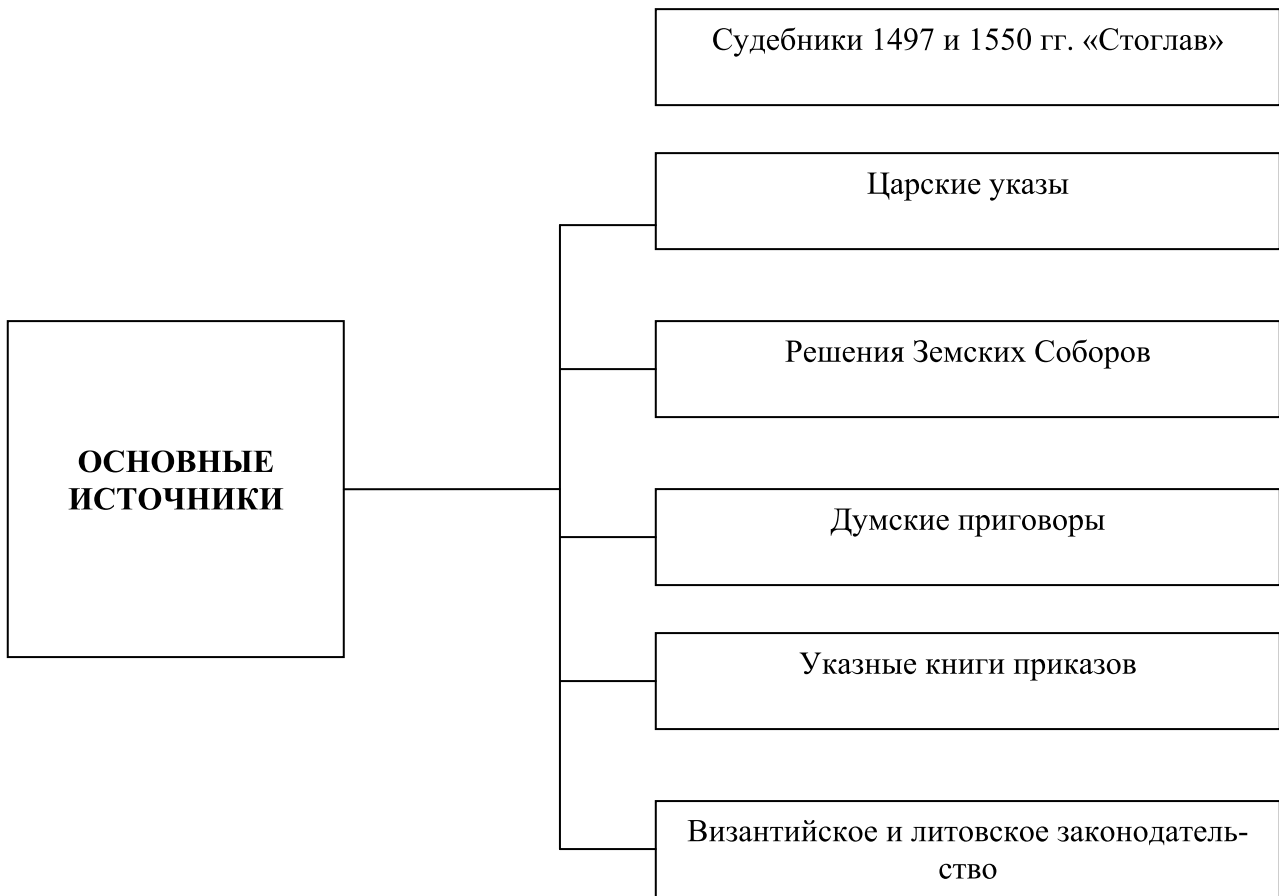 Судебники 1497 и 1550 гг. «Стоглав»
Царские указы
Решения Земских Соборов
ОСНОВНЫЕ
ИСТОЧНИКИ
Думские приговоры
Указные книги приказов
Византийское и литовское законодатель-
ство